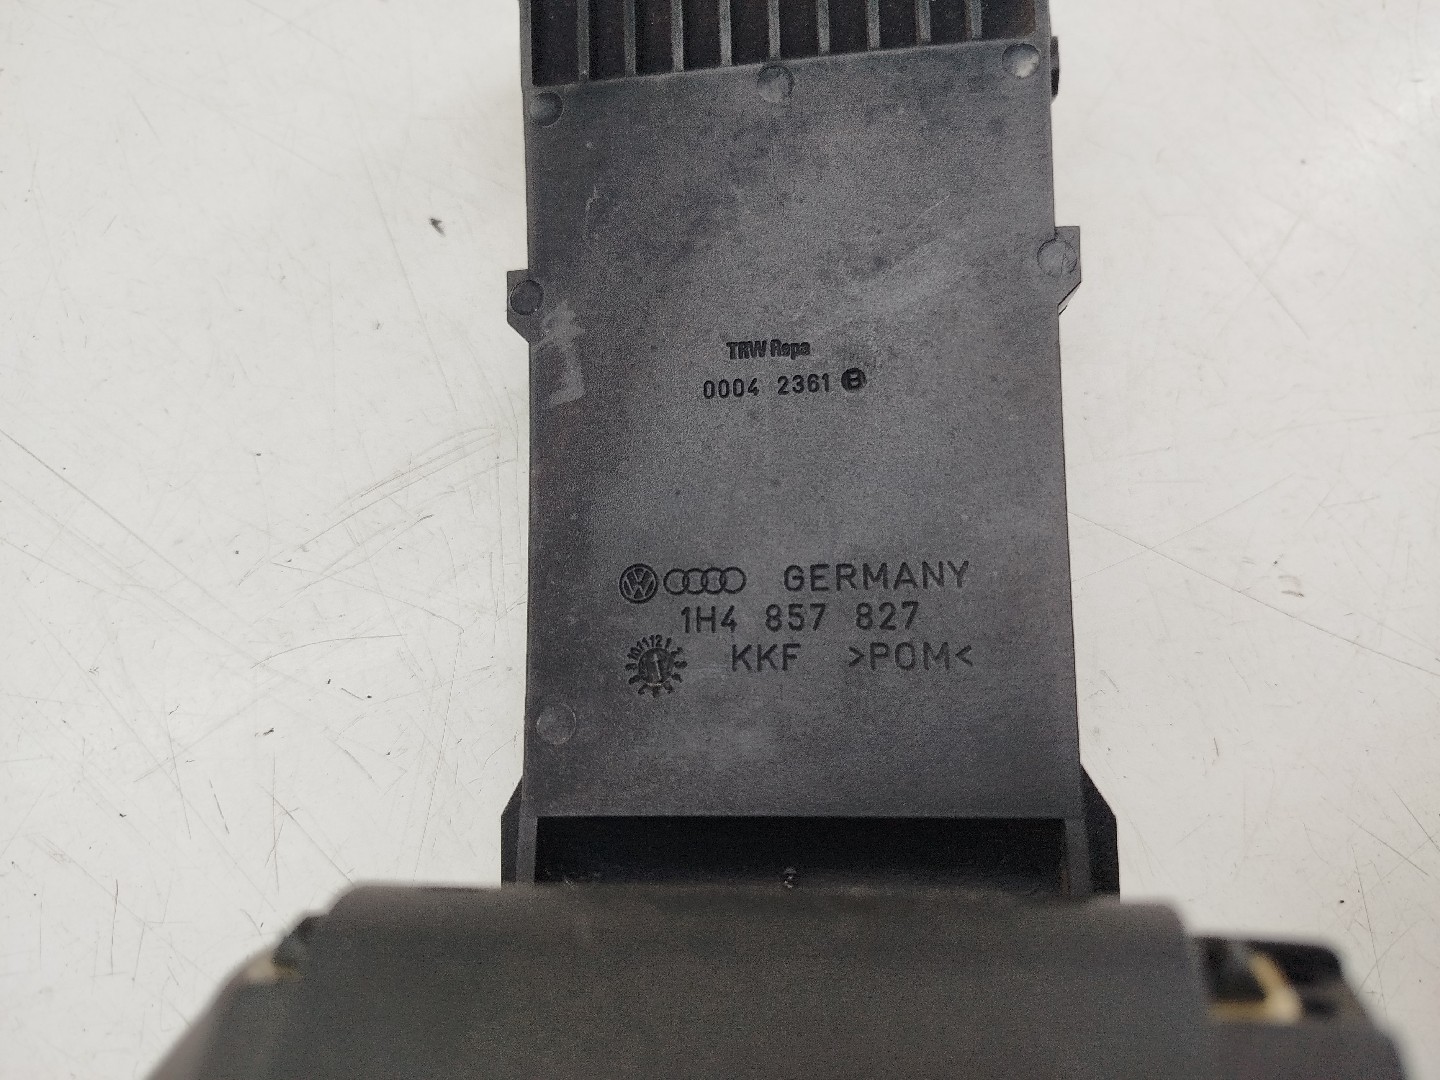 TRW Repa
0004 2361 B
GERMANY
1H4 857 827
KKF >POM<